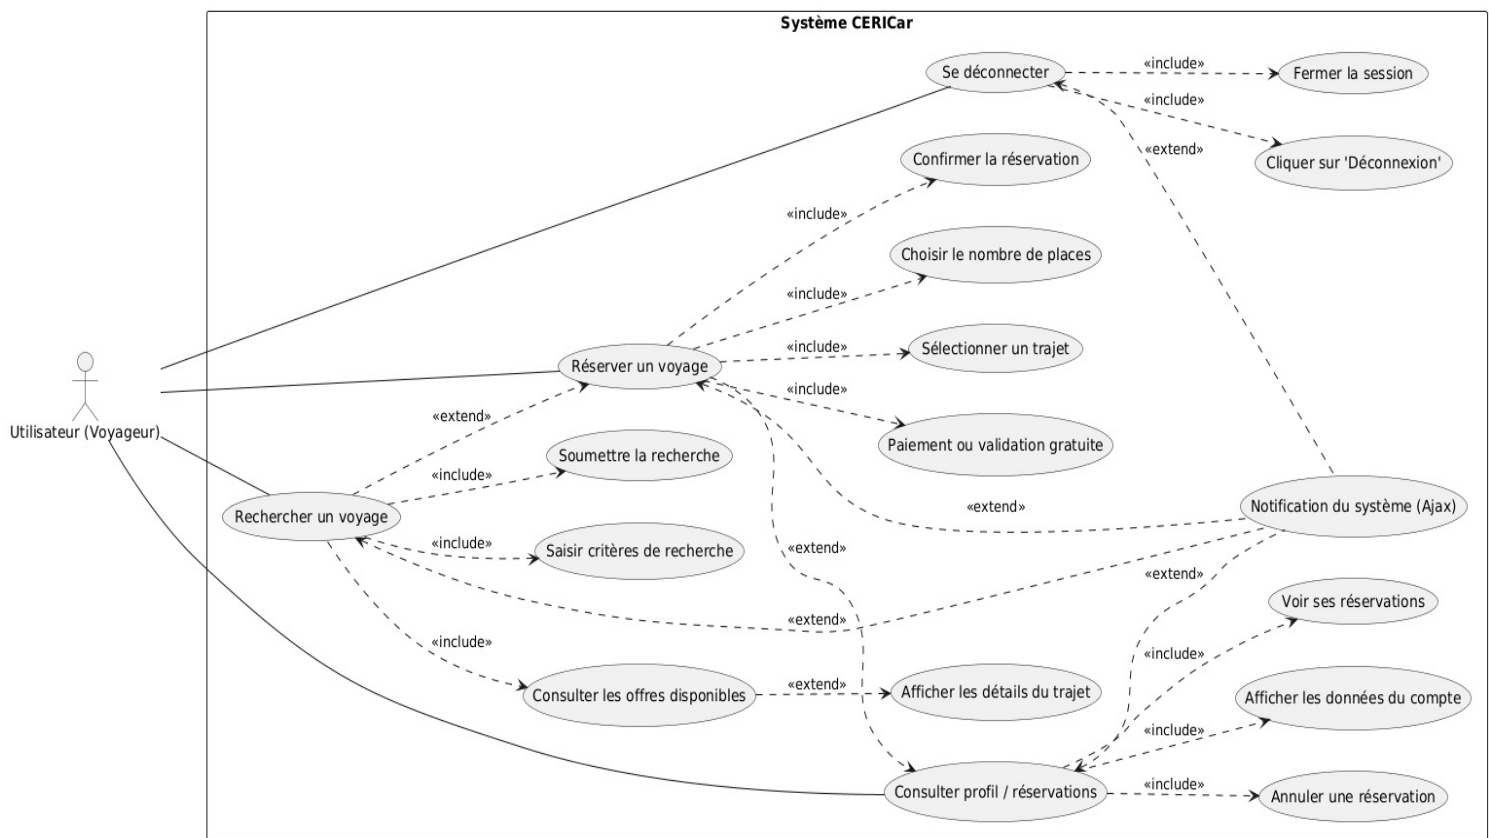 Système CERICar
Se déconnecter
«include»
Fermer la session
«include»
Cliquer sur 'Déconnexion'
«extend»
Confirmer la réservation
«include»
Choisir le nombre de places
«include»
Sélectionner un trajet
«include»
Réserver un voyage
«include»
Paiement ou validation gratuite
Utilisateur (Voyageur)
«extend»
Soumettre la recherche
«include»
Rechercher un voyage
«extend»
Notification du système (Ajax)
«include»
Saisir critères de recherche
«extend»
«extend»
Voir ses réservations
«extend»
«include»
«include»
Consulter les offres disponibles
«extend»
Afficher les détails du trajet
Afficher les données du compte
«include»
Consulter profil / réservations
«include»
Annuler une réservation